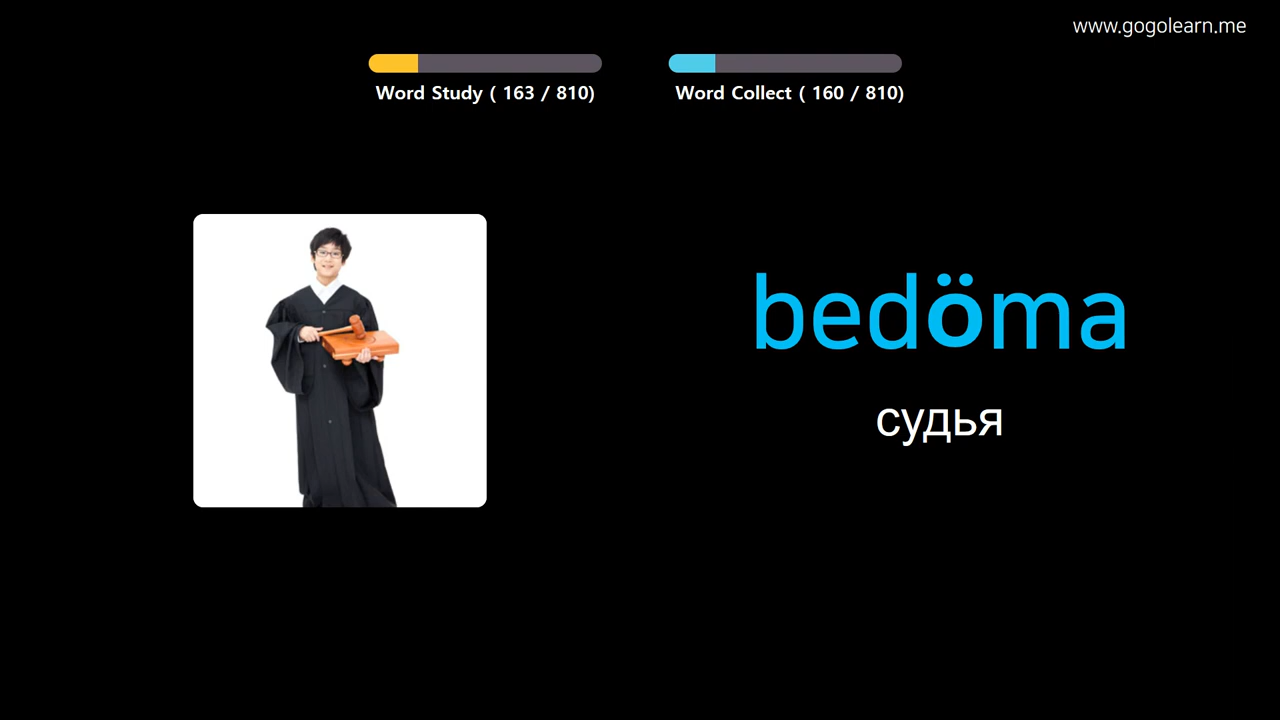 www.gogolearn.me
Word Study ( 163 / 810)
Word Collect ( 160 / 810)
bedöma
судья